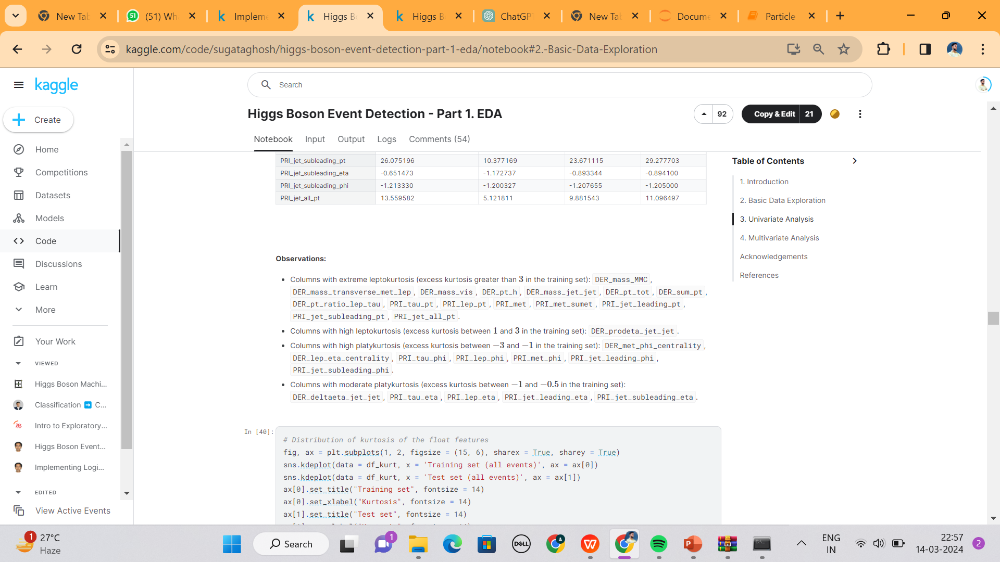 New Tab
(51) Wh
Implem
Higgs B
Higgs B
ChatGP
New Tab
Docum
Particle
kaggle.com/code/sugataghosh/higgs-boson-event-detection-part-1-eda/notebook#2.-Basic-Data-Exploration
kaggle
Search
Create
Higgs Boson Event Detection - Part 1. EDA
92
Copy & Edit 21
Notebook Input Output Logs Comments (54)
Home
Competitions
Datasets
Models
Code
Discussions
Learn
More
Your Work
VIEWED
Higgs Boson Machi...
Classification ➡ C...
Intro to Exploratory...
Higgs Boson Event...
Implementing Logi...
EDITED
View Active Events
PRI_jet_subleading_pt 26.075196 10.377169 23.671115 29.277703
PRI_jet_subleading_eta -0.651473 -1.172737 -0.893344 -0.894100
PRI_jet_subleading_phi -1.213330 -1.200327 -1.207655 -1.205000
PRI_jet_all_pt 13.559582 5.121811 9.881543 11.096497
Observations:
• Columns with extreme leptokurtosis (excess kurtosis greater than 3 in the training set): DER_mass_MMC ,
DER_mass_transverse_met_lep , DER_mass_vis , DER_pt_h , DER_mass_jet_jet , DER_pt_tot , DER_sum_pt ,
DER_pt_ratio_lep_tau , PRI_tau_pt , PRI_lep_pt , PRI_met , PRI_met_sumet , PRI_jet_leading_pt ,
PRI_jet_subleading_pt , PRI_jet_all_pt .
• Columns with high leptokurtosis (excess kurtosis between 1 and 3 in the training set): DER_prodeta_jet_jet .
• Columns with high platykurtosis (excess kurtosis between −3 and −1 in the training set): DER_met_phi_centrality ,
DER_lep_eta_centrality , PRI_tau_phi , PRI_lep_phi , PRI_met_phi , PRI_jet_leading_phi ,
PRI_jet_subleading_phi .
• Columns with moderate platykurtosis (excess kurtosis between −1 and −0.5 in the training set):
DER_deltaeta_jet_jet , PRI_tau_eta , PRI_lep_eta , PRI_jet_leading_eta , PRI_jet_subleading_eta .
In [40]:
# Distribution of kurtosis of the float features
fig, ax = plt.subplots(1, 2, figsize = (15, 6), sharex = True, sharey = True)
sns.kdeplot(data = df_kurt, x = 'Training set (all events)', ax = ax[0])
sns.kdeplot(data = df_kurt, x = 'Test set (all events)', ax = ax[1])
ax[0].set_title("Training set", fontsize = 14)
ax[0].set_xlabel("Kurtosis", fontsize = 14)
ax[1].set_title("Test set", fontsize = 14)
Table of Contents
1. Introduction
2. Basic Data Exploration
3. Univariate Analysis
4. Multivariate Analysis
Acknowledgements
References
1
27°C
Haze
Search
1
DELL
ENG
IN
22:57
14-03-2024
2